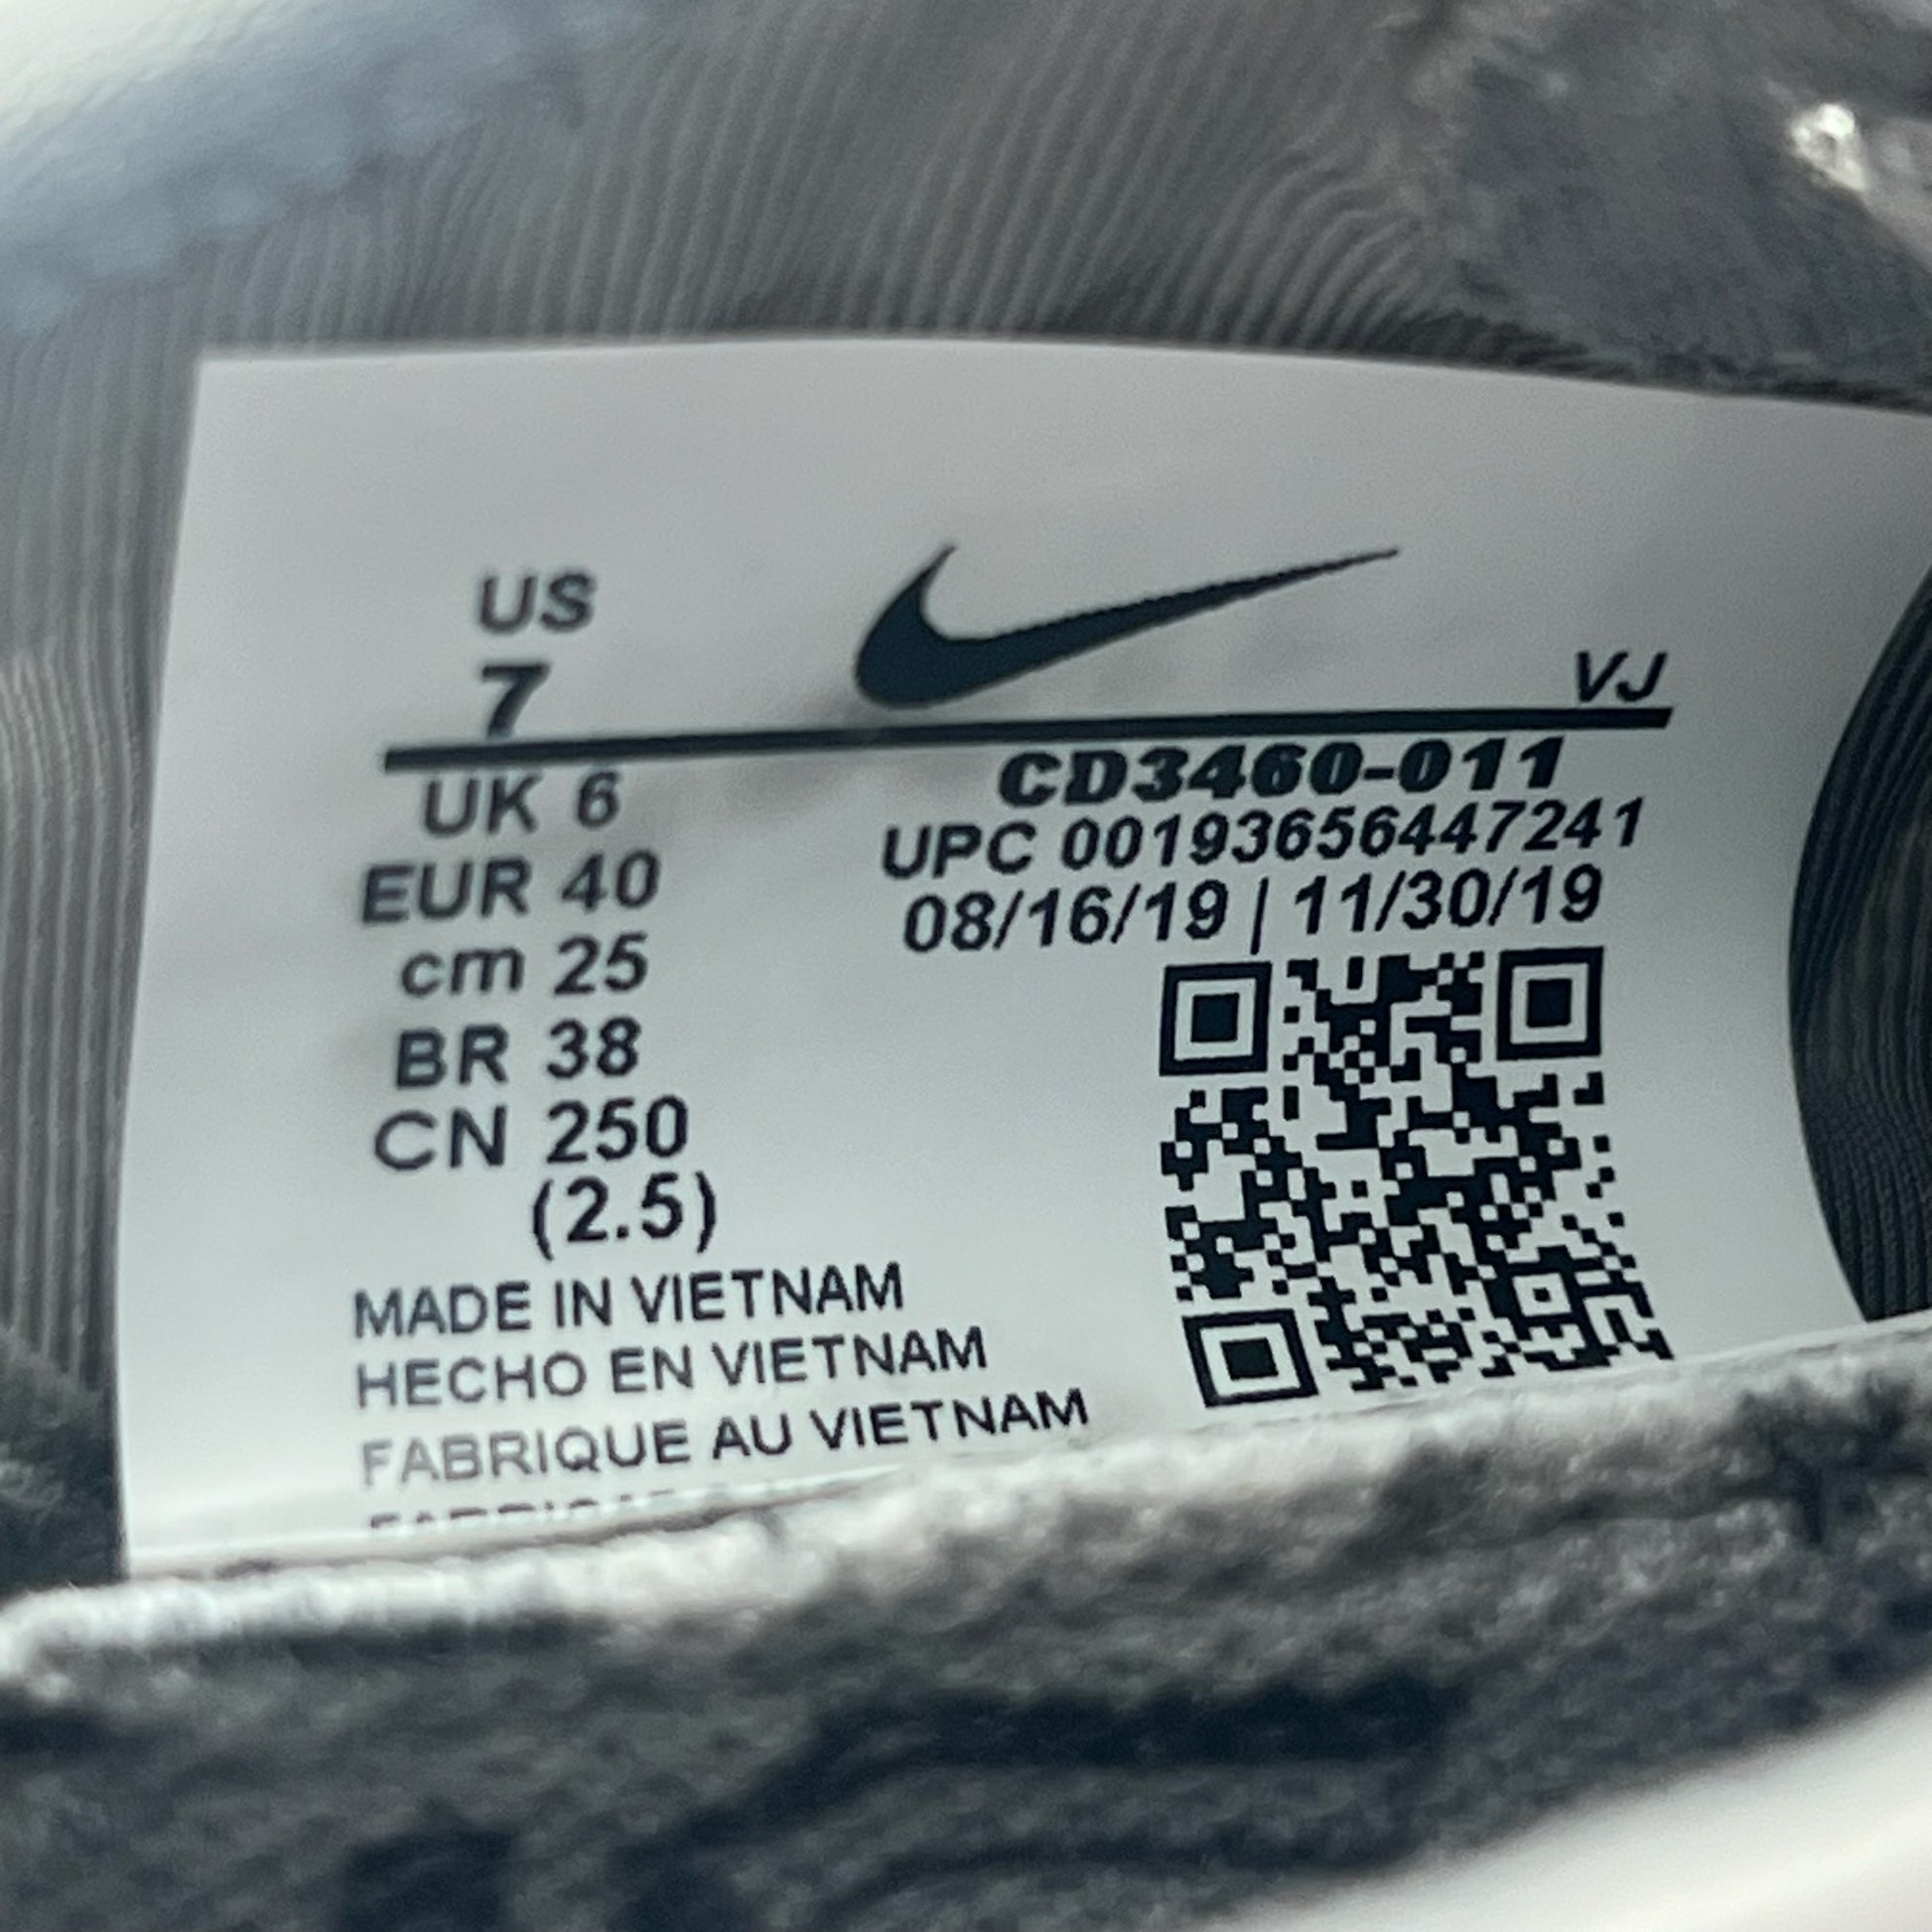 US
7
VJ
UK 6
EUR 40
cm 25
BR 38
CN 250
(2.5)
CD3460-011
UPC 00193656447241
08/16/19 | 11/30/19
MADE IN VIETNAM
HECHO EN VIETNAM
FABRIQUE AU VIETNAM